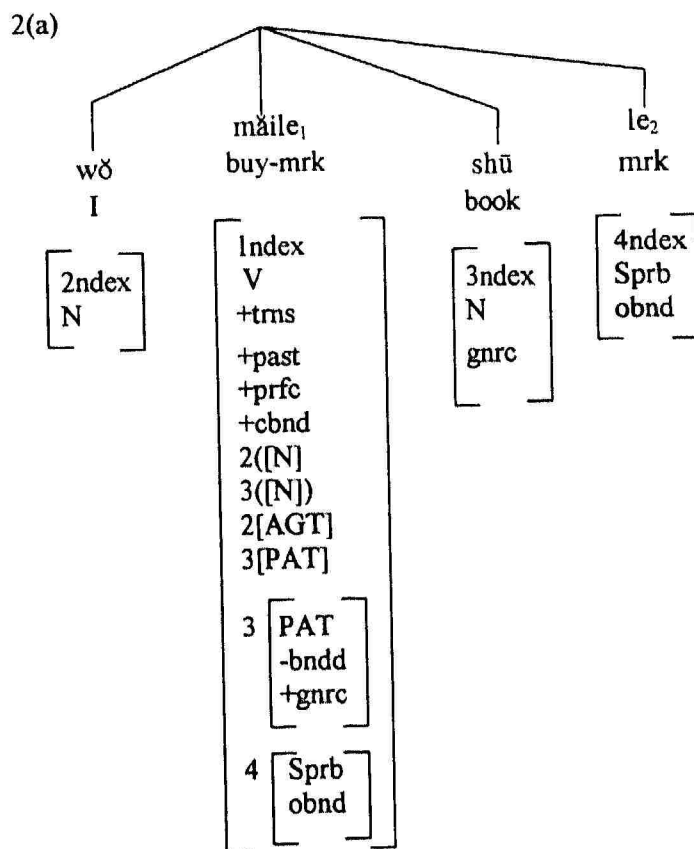 2(a)
wǒ
I
2ndex
N
mǎile₁
buy-mrk
1ndex
V
+trns
+past
+prfc
+cbnd
2([N]
3([N])
2[AGT]
3[PAT]
3 PAT
-bndd
+gnrc
4 Sprb
obnd
shū
book
3ndex
N
gnrc
le₂
mrk
4ndex
Sprb
obnd